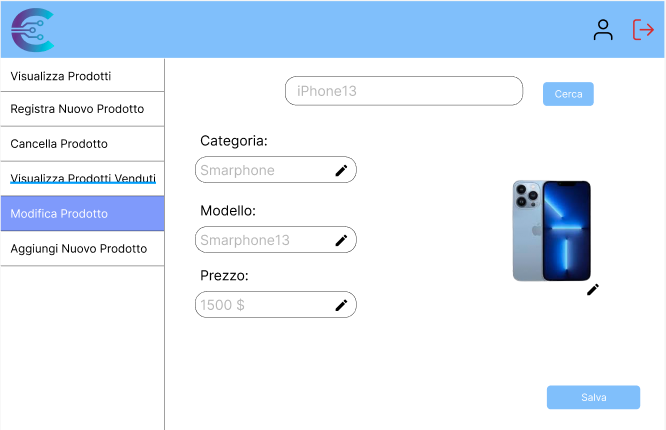 Visualizza Prodotti
Registra Nuovo Prodotto
Cancella Prodotto
Visualizza Prodotti Venduti
Modifica Prodotto
Aggiungi Nuovo Prodotto
iPhone13
Cerca
Categoria:
Smarphone
Modello:
Smarphone13
Prezzo:
1500 $
Salva